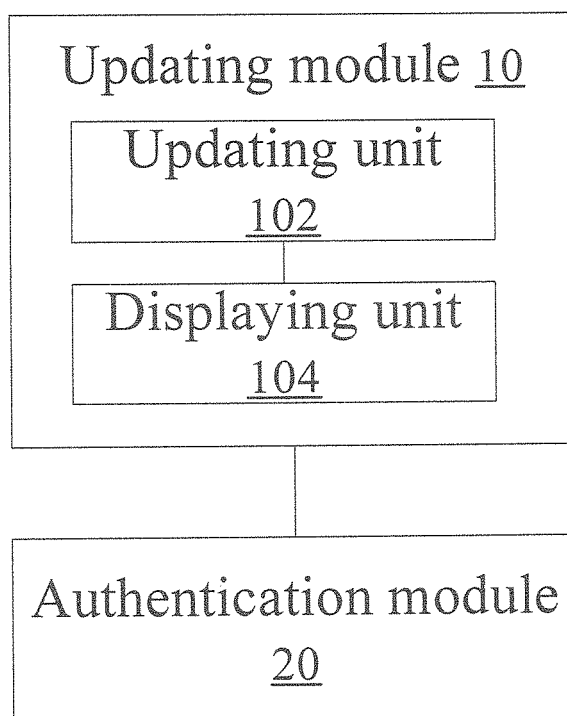 Updating module 10
Updating unit
102
Displaying unit
104
Authentication module
20